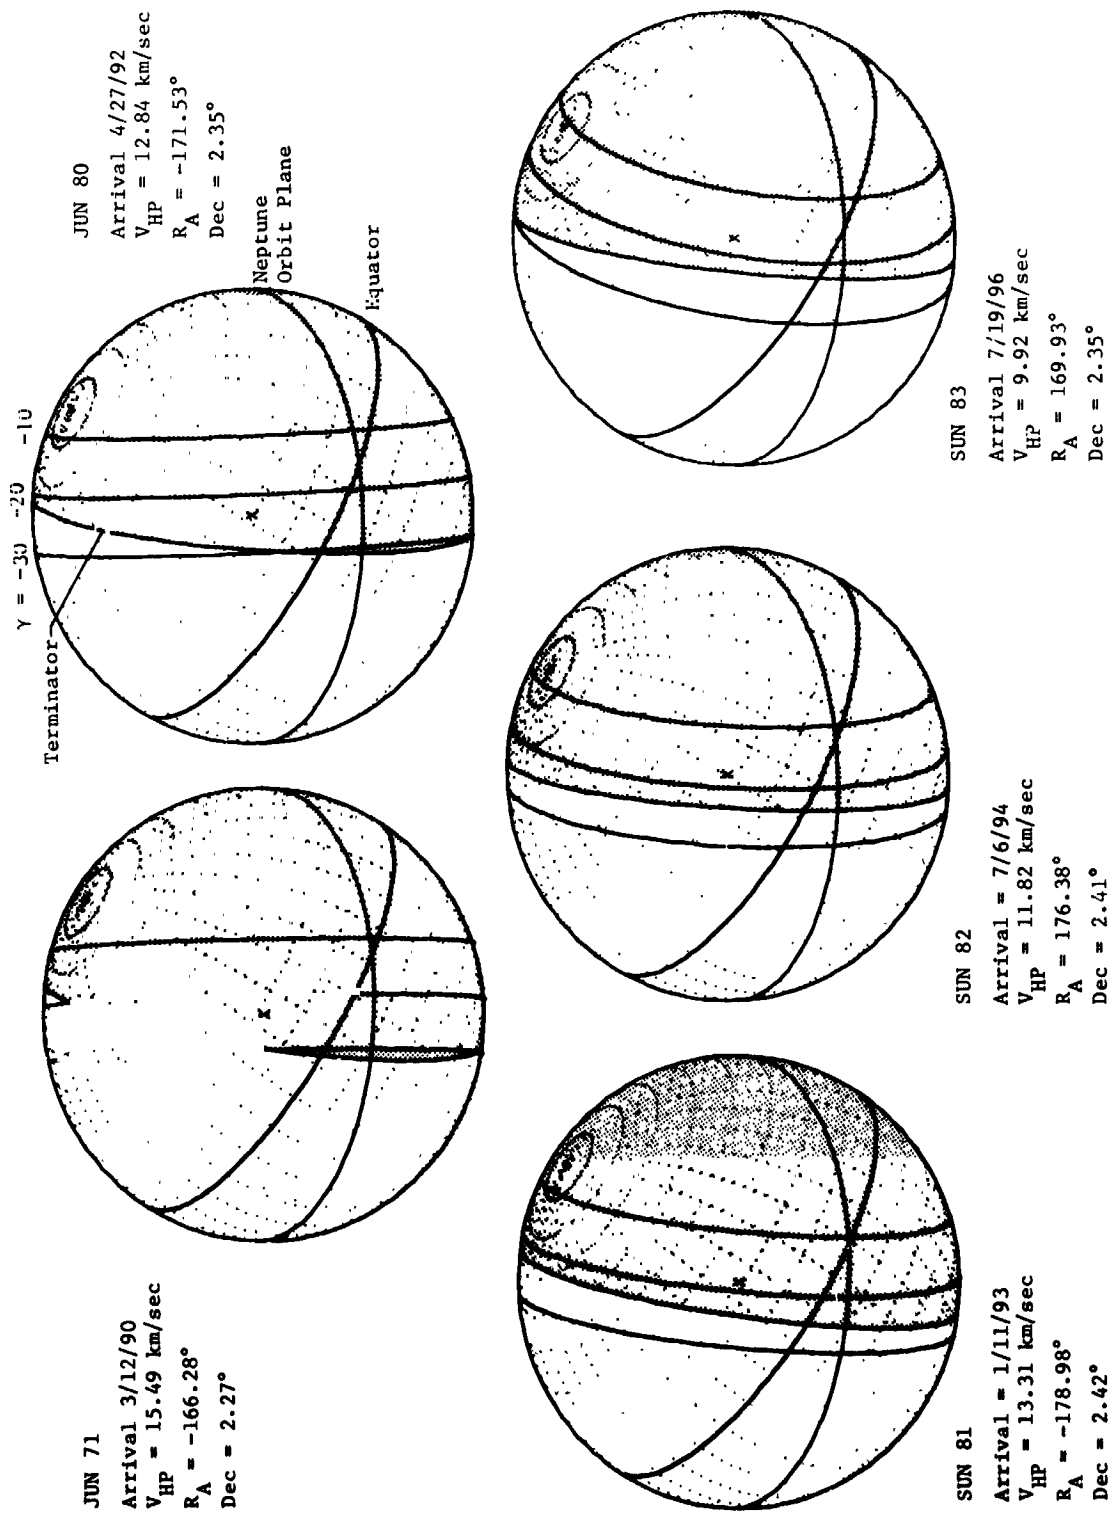 JUN 71
Arrival 3/12/90
V_HP = 15.49 km/sec
R_A = -166.28°
Dec = 2.27°
JUN 80
Arrival 4/27/92
V_HP = 12.84 km/sec
R_A = -171.53°
Dec = 2.35°
Terminator
γ = -30 -20 -10
Neptune
Orbit Plane
Equator
SUN 81
Arrival = 1/11/93
V_HP = 13.31 km/sec
R_A = -178.98°
Dec = 2.42°
SUN 82
Arrival = 7/6/94
V_HP = 11.82 km/sec
R_A = 176.38°
Dec = 2.41°
SUN 83
Arrival 7/19/96
V_HP = 9.92 km/sec
R_A = 169.93°
Dec = 2.35°